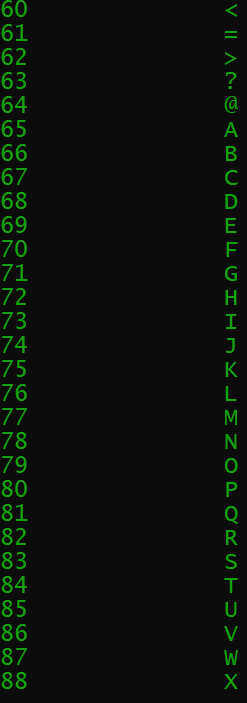 60 <
61 =
62 >
63 ?
64 @
65 A
66 B
67 C
68 D
69 E
70 F
71 G
72 H
73 I
74 J
75 K
76 L
77 M
78 N
79 O
80 P
81 Q
82 R
83 S
84 T
85 U
86 V
87 W
88 X